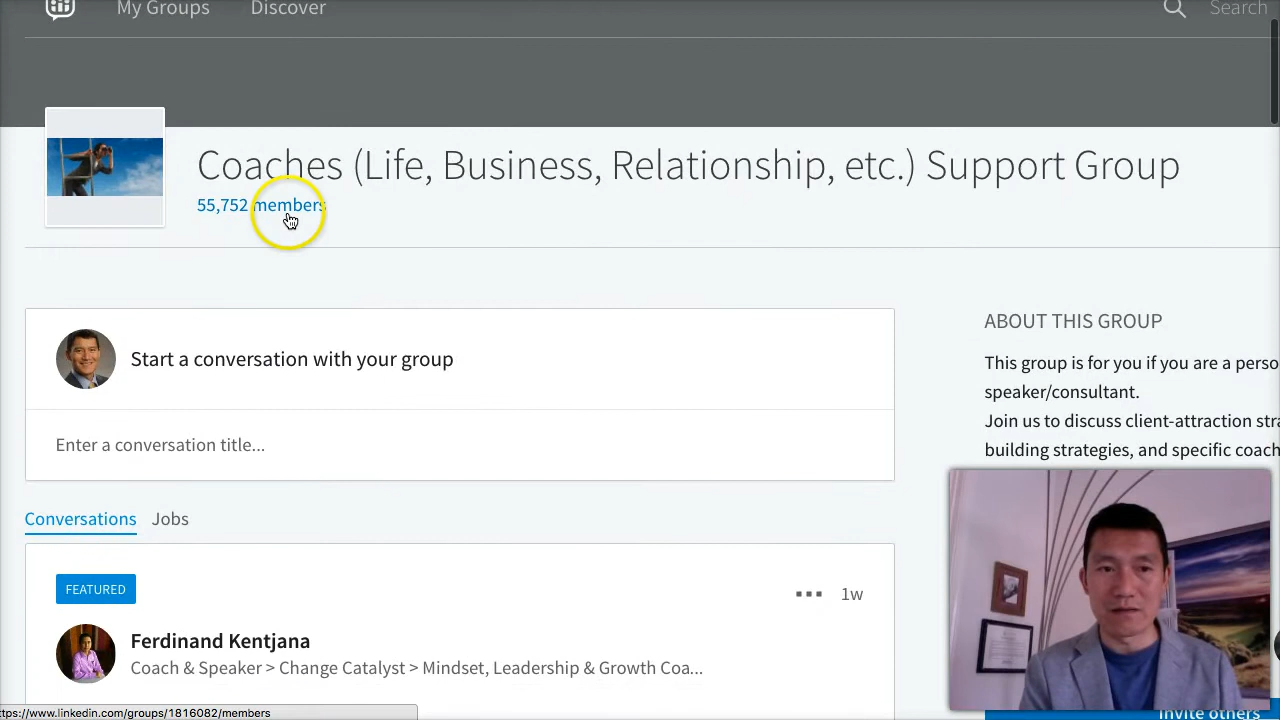 My Groups
Discover
Search
Coaches (Life, Business, Relationship, etc.) Support Group
55,752 members
Start a conversation with your group
ABOUT THIS GROUP
This group is for you if you are a perso
speaker/consultant.
Join us to discuss client-attraction stra
building strategies, and specific coach
Enter a conversation title...
Conversations
Jobs
FEATURED
1w
Ferdinand Kentjana
Coach & Speaker > Change Catalyst > Mindset, Leadership & Growth Coa...
Invite others
ttps://www.linkedin.com/groups/1816082/members